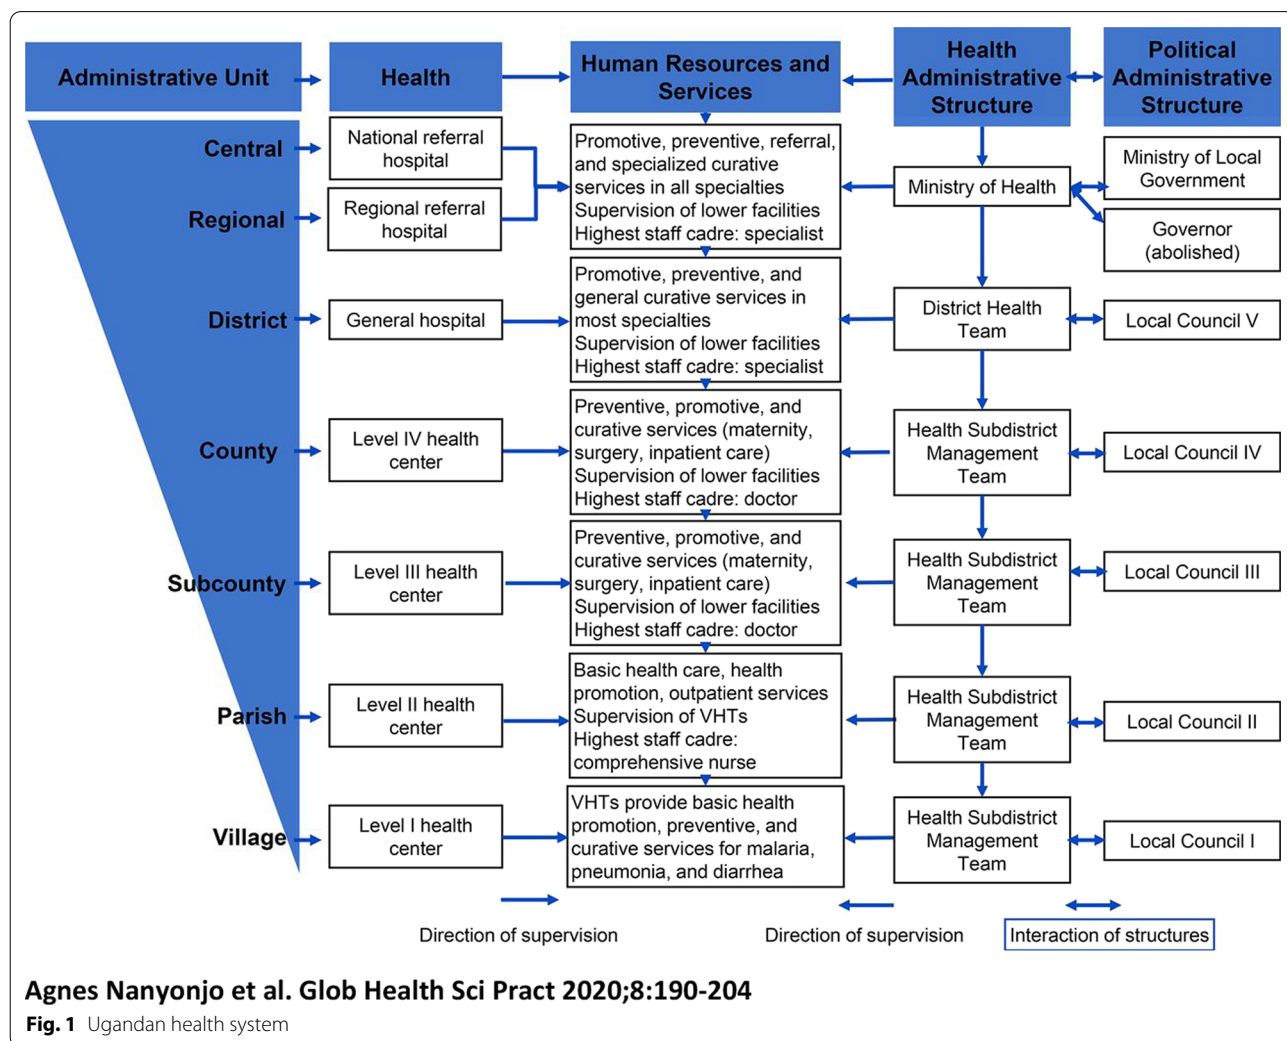 Administrative Unit
Health
Human Resources and
Services
Health
Administrative
Structure
Political
Administrative
Structure
Central
National referral
hospital
Regional
Regional referral
hospital
Promotive, preventive, referral,
and specialized curative
services in all specialties
Supervision of lower facilities
Highest staff cadre: specialist
Ministry of Health
Ministry of Local
Government
Governor
(abolished)
District
General hospital
Promotive, preventive, and
general curative services in
most specialties
Supervision of lower facilities
Highest staff cadre: specialist
District Health
Team
Local Council V
County
Level IV health
center
Preventive, promotive, and
curative services (maternity,
surgery, inpatient care)
Supervision of lower facilities
Highest staff cadre: doctor
Health Subdistrict
Management
Team
Local Council IV
Subcounty
Level III health
center
Preventive, promotive, and
curative services (maternity,
surgery, inpatient care)
Supervision of lower facilities
Highest staff cadre: doctor
Health Subdistrict
Management
Team
Local Council III
Parish
Level II health
center
Basic health care, health
promotion, outpatient services
Supervision of VHTs
Highest staff cadre:
comprehensive nurse
Health Subdistrict
Management
Team
Local Council II
Village
Level I health
center
VHTs provide basic health
promotion, preventive, and
curative services for malaria,
pneumonia, and diarrhea
Health Subdistrict
Management
Team
Local Council I
Direction of supervision
Direction of supervision
Interaction of structures
Agnes Nanyonjo et al. Glob Health Sci Pract 2020;8:190-204
Fig. 1 Ugandan health system